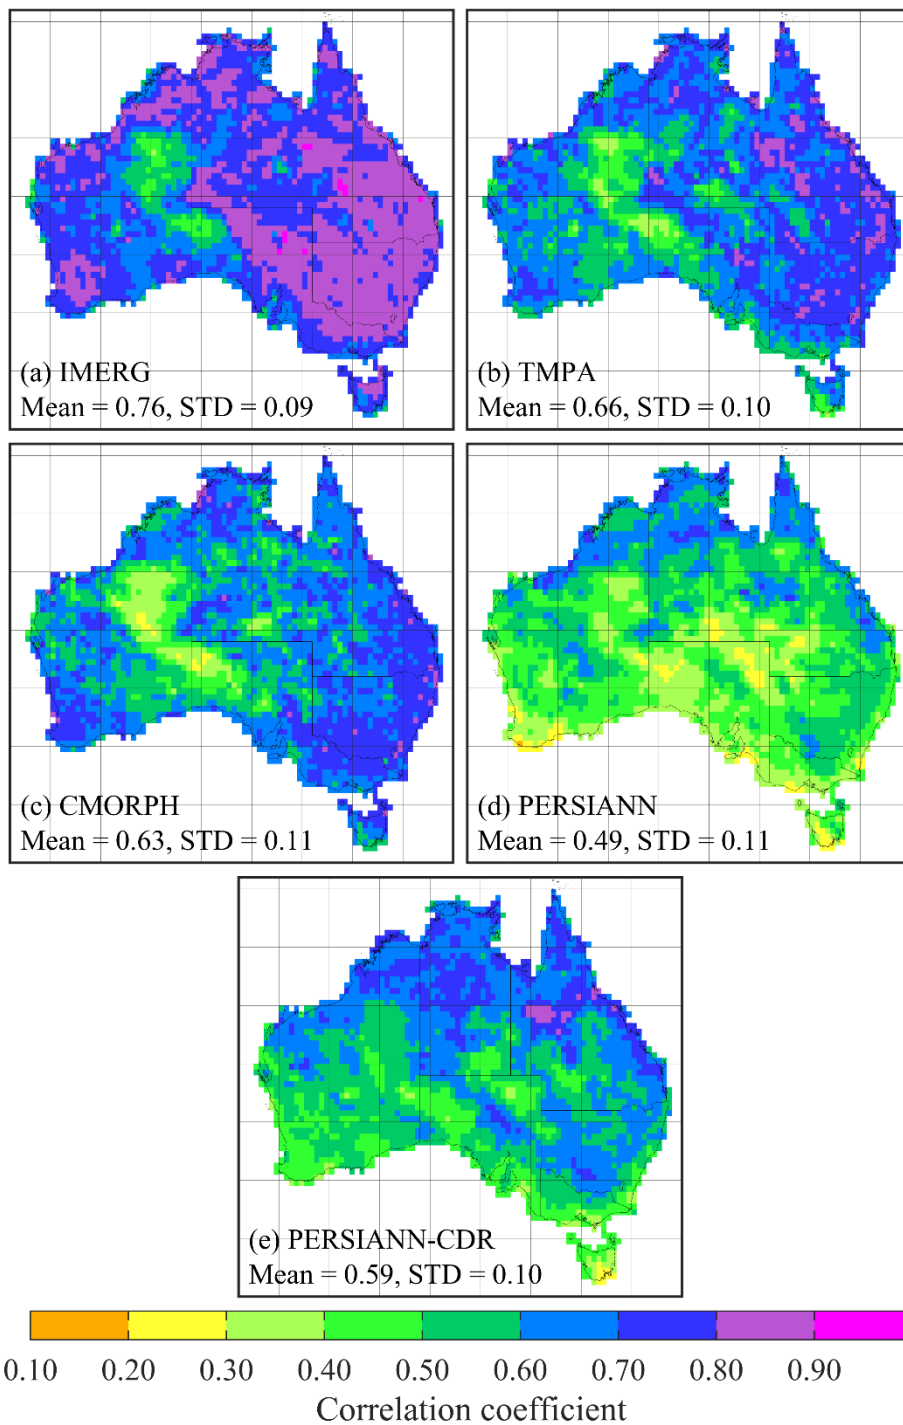 (a) IMERG
Mean = 0.76, STD = 0.09
(b) TMPA
Mean = 0.66, STD = 0.10
(c) CMORPH
Mean = 0.63, STD = 0.11
(d) PERSIANN
Mean = 0.49, STD = 0.11
(e) PERSIANN-CDR
Mean = 0.59, STD = 0.10
0.10 0.20 0.30 0.40 0.50 0.60 0.70 0.80 0.90
Correlation coefficient